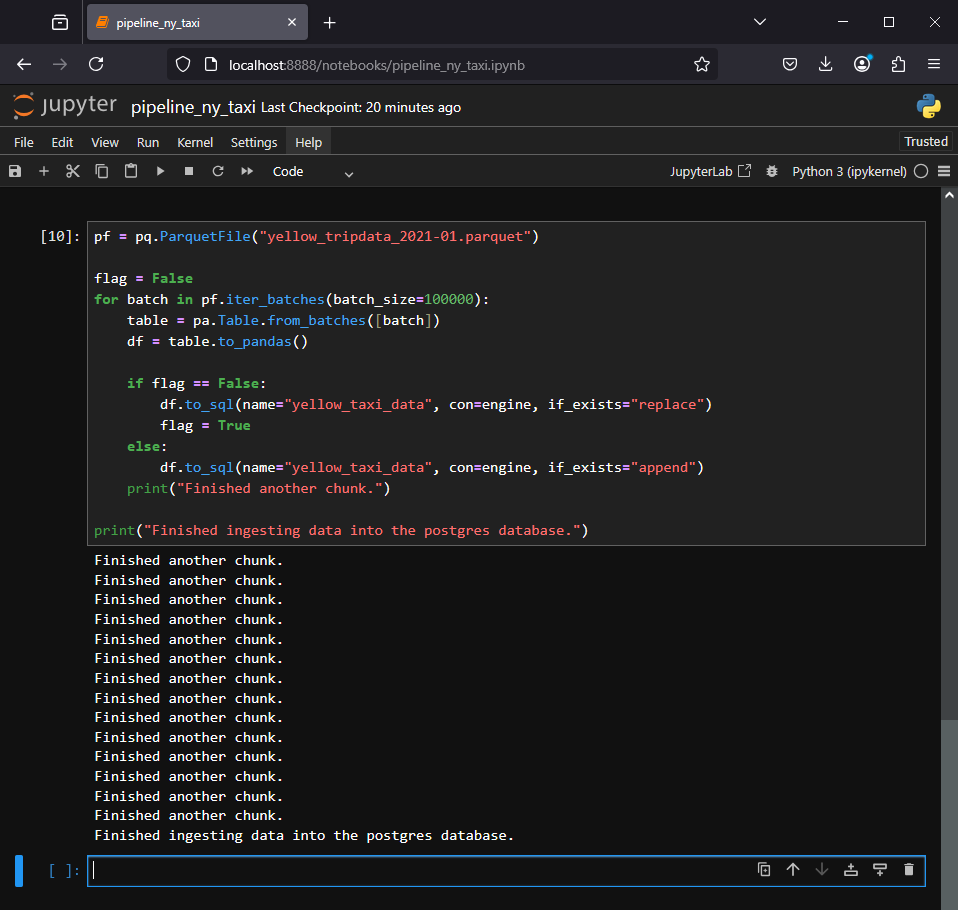 pipeline_ny_taxi
localhost:8888/notebooks/pipeline_ny_taxi.ipynb
jupyter pipeline_ny_taxi Last Checkpoint: 20 minutes ago
File Edit View Run Kernel Settings Help Trusted
Code JupyterLab Python 3 (ipykernel)
[10]: pf = pq.ParquetFile("yellow_tripdata_2021-01.parquet")
flag = False
for batch in pf.iter_batches(batch_size=100000):
    table = pa.Table.from_batches([batch])
    df = table.to_pandas()
    if flag == False:
        df.to_sql(name="yellow_taxi_data", con=engine, if_exists="replace")
        flag = True
    else:
        df.to_sql(name="yellow_taxi_data", con=engine, if_exists="append")
    print("Finished another chunk.")
print("Finished ingesting data into the postgres database.")
Finished another chunk.
Finished another chunk.
Finished another chunk.
Finished another chunk.
Finished another chunk.
Finished another chunk.
Finished another chunk.
Finished another chunk.
Finished another chunk.
Finished another chunk.
Finished another chunk.
Finished another chunk.
Finished another chunk.
Finished another chunk.
Finished ingesting data into the postgres database.
[ ]: